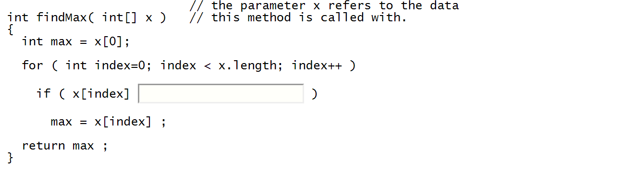 // the parameter x refers to the data
int findMax( int[] x ) // this method is called with.
{
int max = x[0];
for ( int index=0; index < x.length; index++ )
if ( x[index] )
max = x[index] ;
return max ;
}